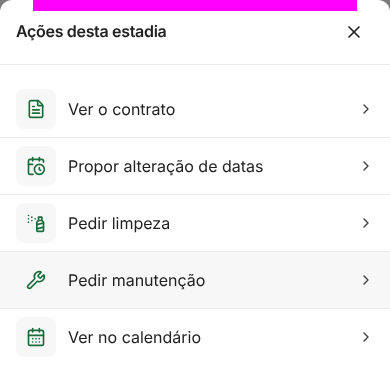 Ações desta estadia
Ver o contrato
Propor alteração de datas
Pedir limpeza
Pedir manutenção
Ver no calendário